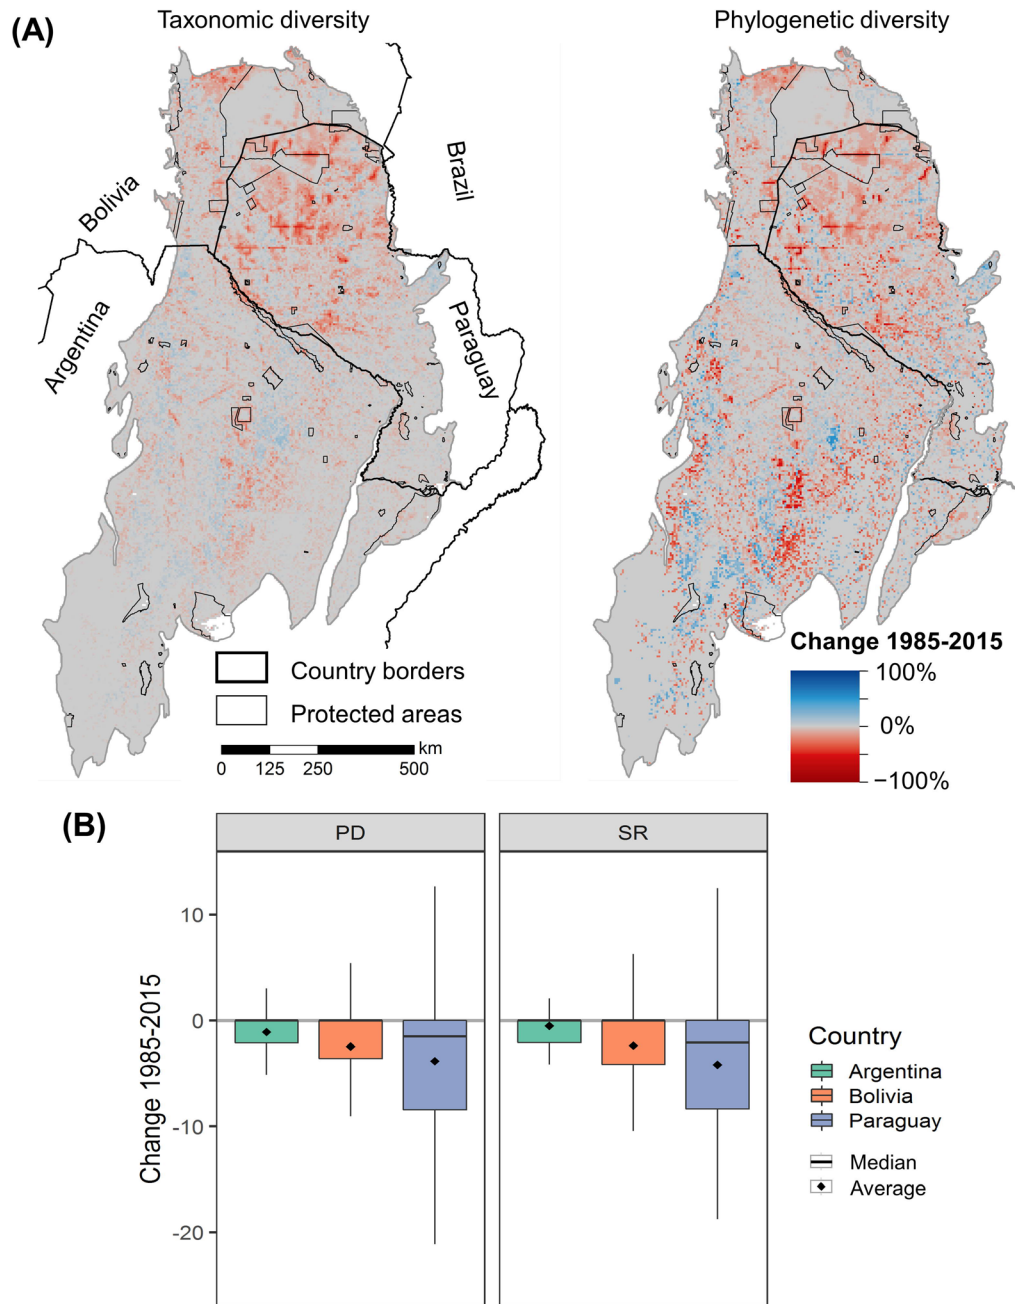 (A)
Taxonomic diversity
Phylogenetic diversity
Bolivia
Brazil
Argentina
Paraguay
Country borders
Protected areas
km
0 125 250 500
Change 1985-2015
100%
0%
−100%
(B)
PD
SR
Change 1985-2015
10
0
-10
-20
Country
Argentina
Bolivia
Paraguay
Median
Average